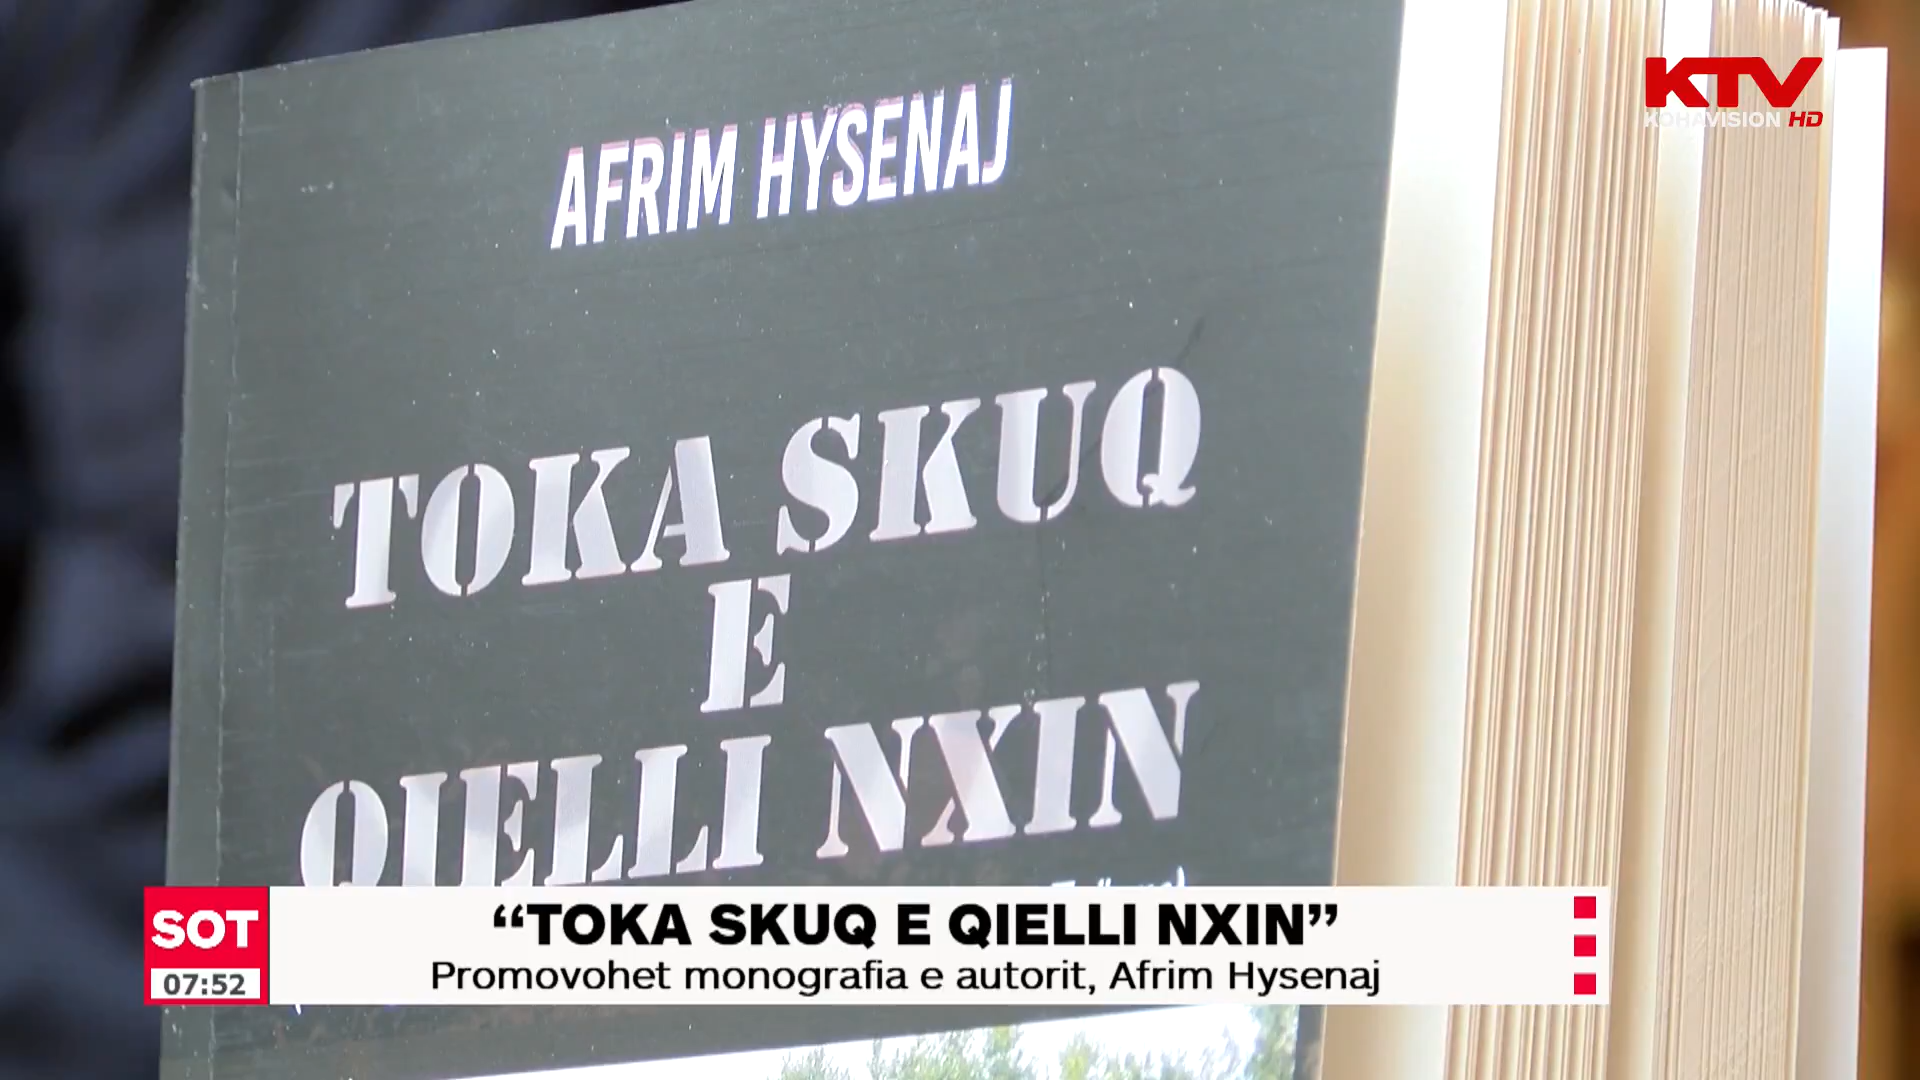 KTV
KOHAVISION HD
AFRIM HYSENAJ
TOKA SKUQ
E
QIELLI NXIN
SOT
07:52
“TOKA SKUQ E QIELLI NXIN”
Promovohet monografia e autorit, Afrim Hysenaj